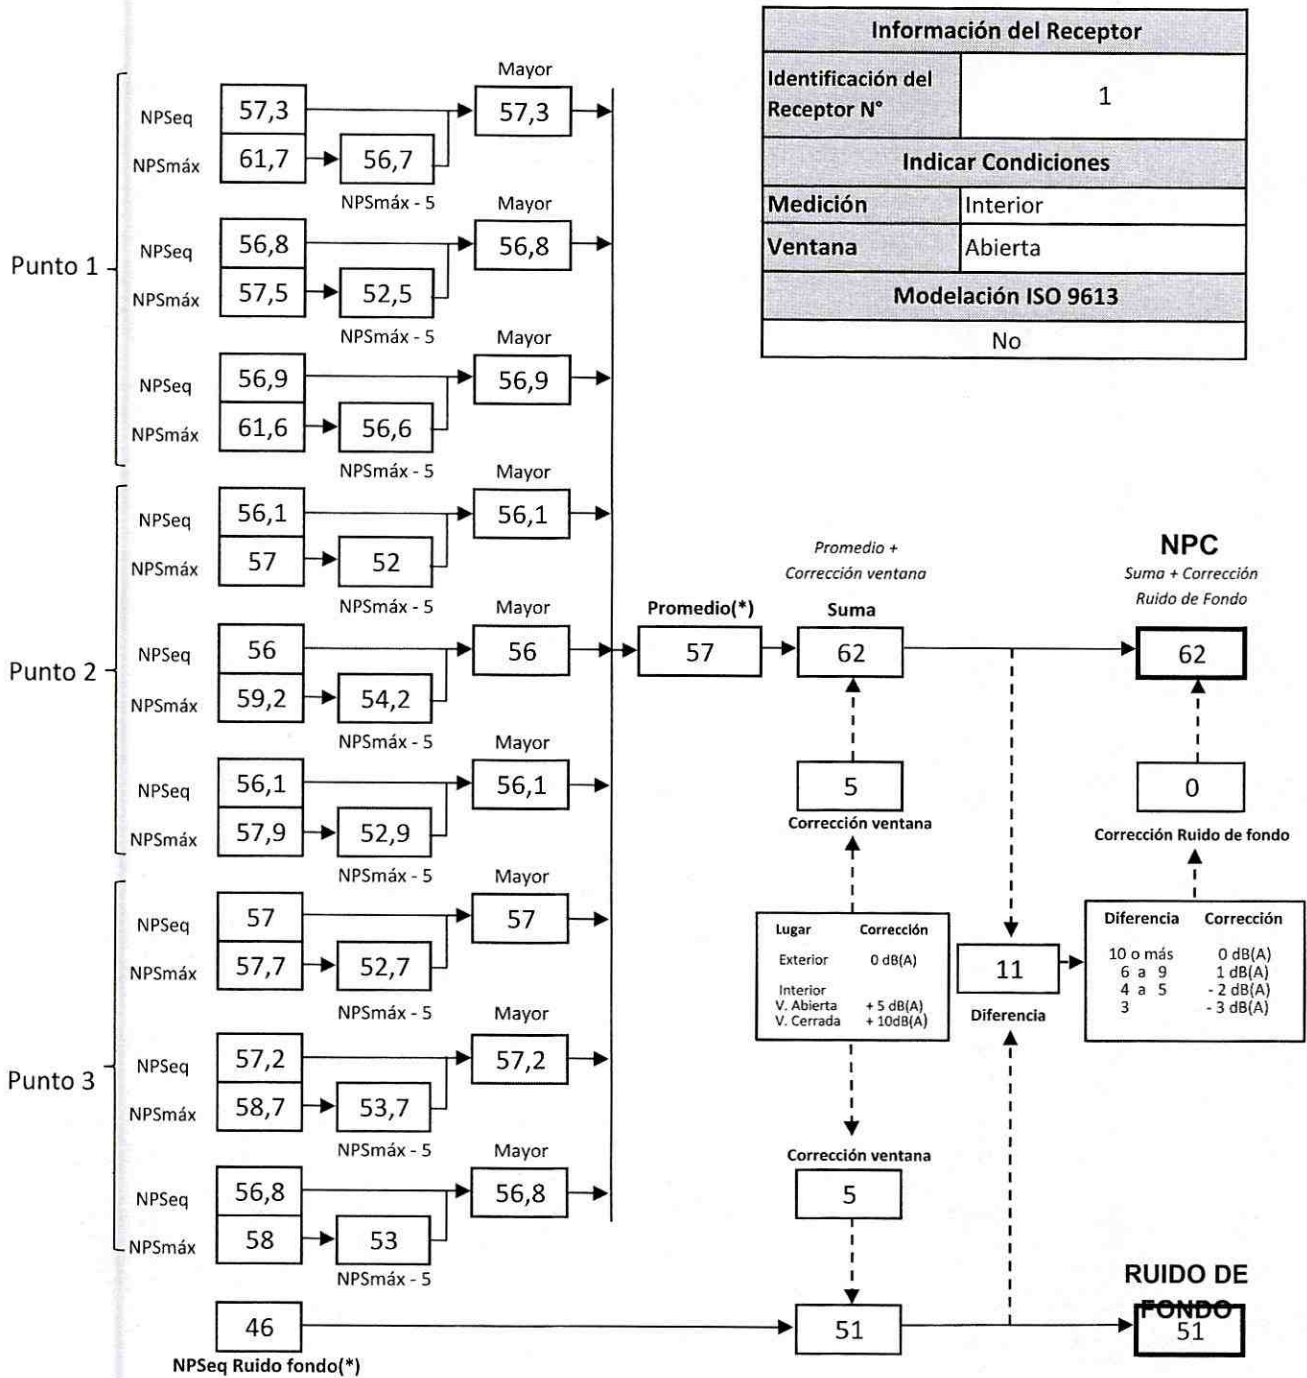 Información del Receptor
Identificación del
Receptor N°
1
Indicar Condiciones
Medición Interior
Ventana Abierta
Modelación ISO 9613
No
Punto 1
Mayor
NPSeq 57,3 57,3
NPSmáx 61,7 56,7
NPSmáx - 5
Mayor
NPSeq 56,8 56,8
NPSmáx 57,5 52,5
NPSmáx - 5
Mayor
NPSeq 56,9 56,9
NPSmáx 61,6 56,6
NPSmáx - 5
Punto 2
Mayor
NPSeq 56,1 56,1
NPSmáx 57 52
NPSmáx - 5
Mayor
NPSeq 56 56
NPSmáx 59,2 54,2
NPSmáx - 5
Mayor
NPSeq 56,1 56,1
NPSmáx 57,9 52,9
NPSmáx - 5
Punto 3
Mayor
NPSeq 57 57
NPSmáx 57,7 52,7
NPSmáx - 5
Mayor
NPSeq 57,2 57,2
NPSmáx 58,7 53,7
NPSmáx - 5
Mayor
NPSeq 56,8 56,8
NPSmáx 58 53
NPSmáx - 5
46
NPSeq Ruido fondo(*)
Promedio(*)
57
Promedio +
Corrección ventana
Suma
62
5
Corrección ventana
Lugar Corrección
Exterior 0 dB(A)
Interior
V. Abierta + 5 dB(A)
V. Cerrada + 10dB(A)
Corrección ventana
5
51
11
Diferencia
NPC
Suma + Corrección
Ruido de Fondo
62
0
Corrección Ruido de fondo
Diferencia Corrección
10 o más 0 dB(A)
6 a 9 1 dB(A)
4 a 5 - 2 dB(A)
3 - 3 dB(A)
RUIDO DE
FONDO
51